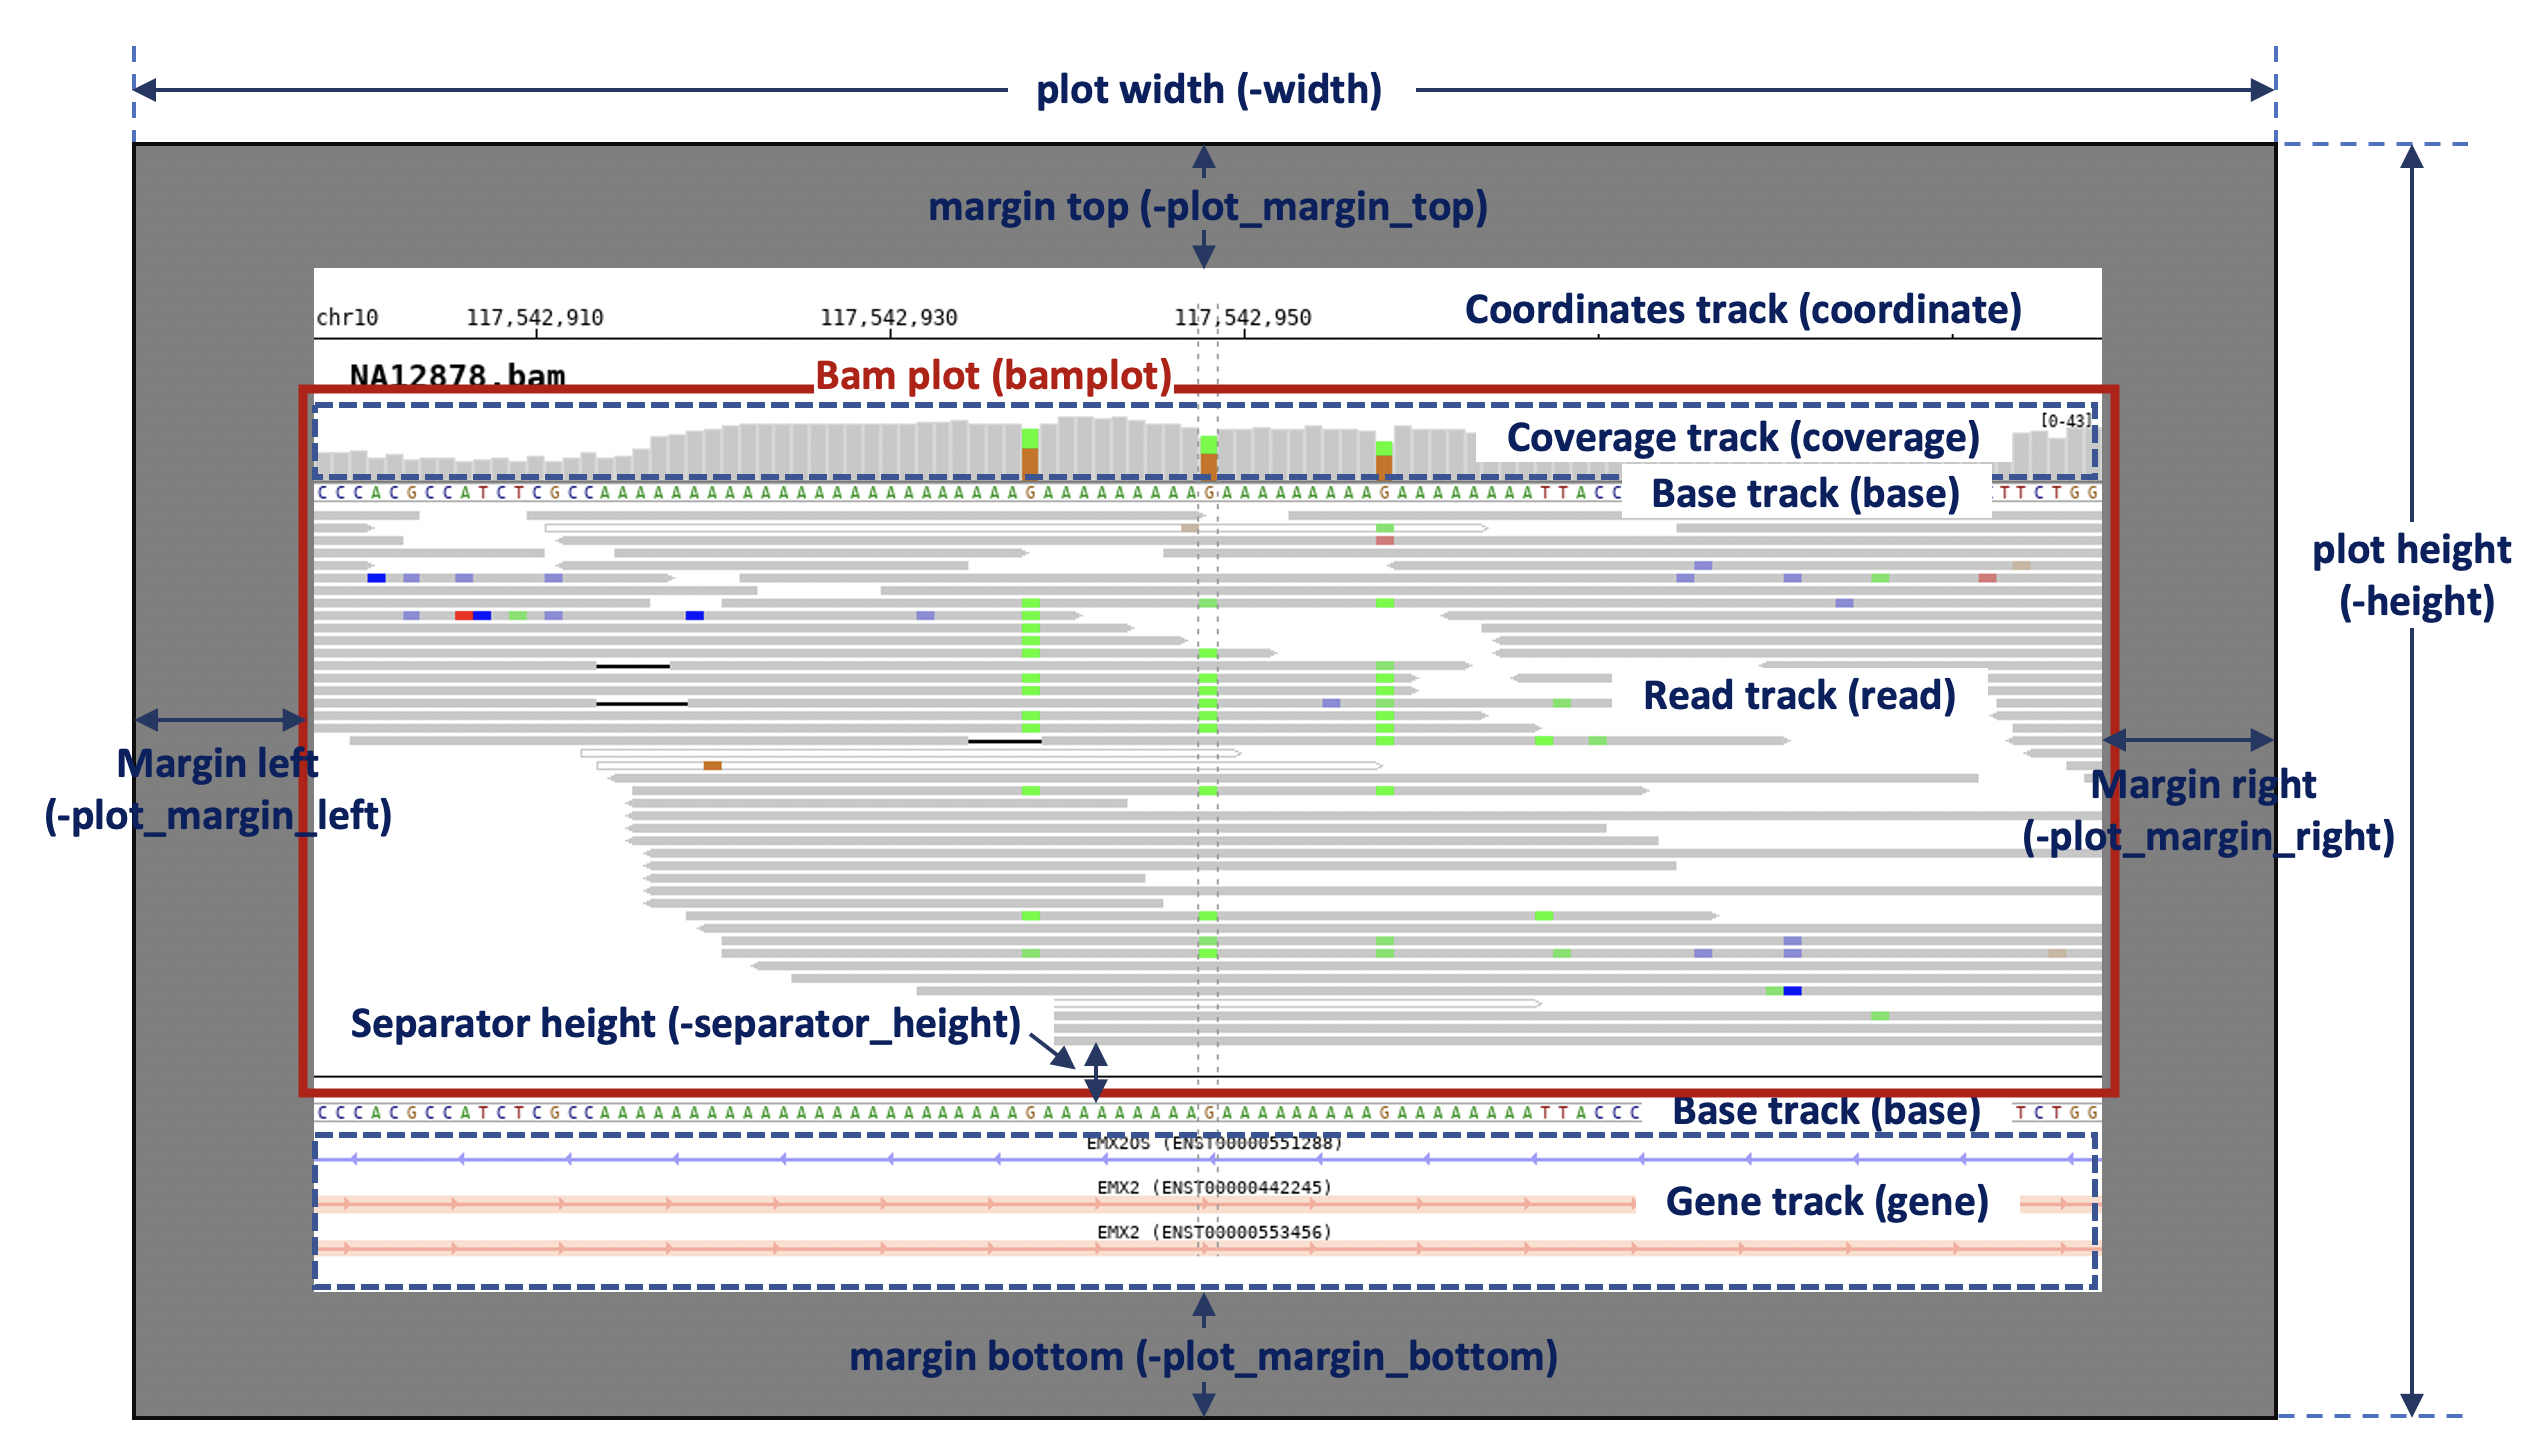 plot width (-width)
margin top (-plot_margin_top)
chr10 117,542,910 117,542,930 117,542,950 Coordinates track (coordinate)
NA12878.bam
Bam plot (bamplot)
[0-43]
Coverage track (coverage)
C C C A C G C C A T C T C G C C A A A A A A A A A A A A A A A A A A A A A A A A G A A A A A A A A A G A A A A A A A A A G A A A A A A A A T T A C C Base track (base) T T C T G G
plot height
(-height)
Read track (read)
Margin left
(-plot_margin_left)
Margin right
(-plot_margin_right)
Separator height (-separator_height)
C C C A C G C C A T C T C G C C A A A A A A A A A A A A A A A A A A A A A A A A G A A A A A A A A A G A A A A A A A A A G A A A A A A A A T T A C C C Base track (base) T C T G G
EMX2OS (ENST00000551288)
EMX2 (ENST00000442245)
Gene track (gene)
EMX2 (ENST00000553456)
margin bottom (-plot_margin_bottom)